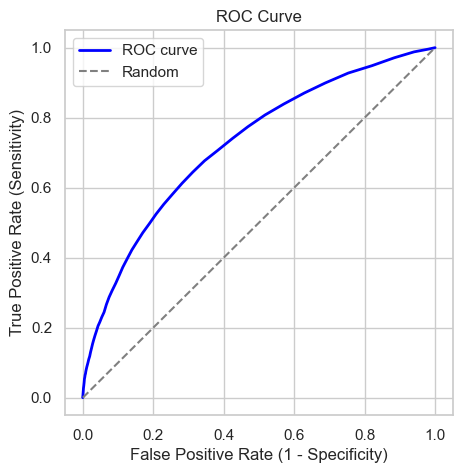 ROC Curve
ROC curve
Random
True Positive Rate (Sensitivity)
1.0
0.8
0.6
0.4
0.2
0.0
0.0 0.2 0.4 0.6 0.8 1.0
False Positive Rate (1 - Specificity)